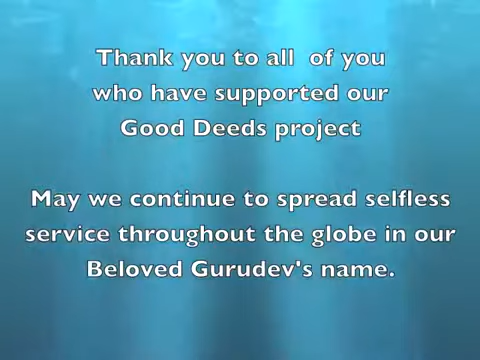 Thank you to all  of you
who have supported our
Good Deeds project
May we continue to spread selfless
service throughout the globe in our
Beloved Gurudev's name.